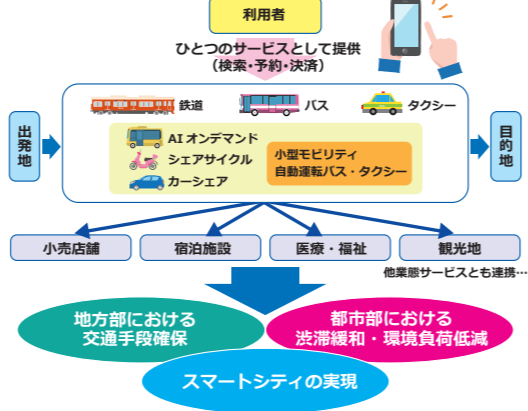 利用者
ひとつのサービスとして提供
（検索・予約・決済）
出発地
鉄道
バス
タクシー
AIオンデマンド
シェアサイクル
カーシェア
小型モビリティ
自動運転バス・タクシー
目的地
小売店舗
宿泊施設
医療・福祉
観光地
他業態サービスとも連携…
地方部における
交通手段確保
都市部における
渋滞緩和・環境負荷低減
スマートシティの実現